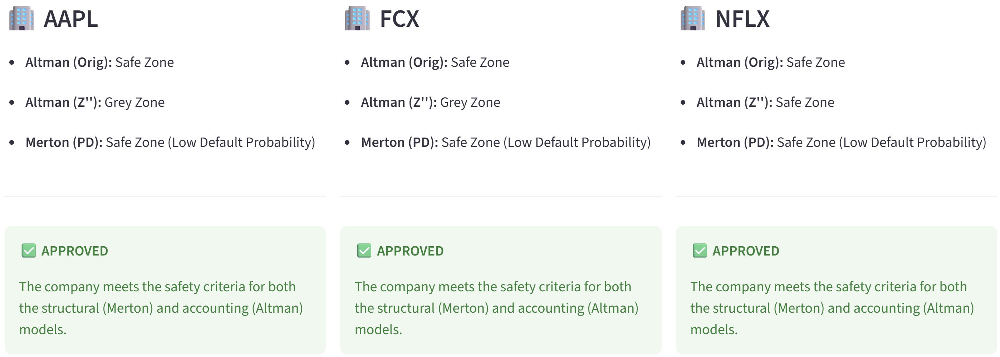 AAPL
Altman (Orig): Safe Zone
Altman (Z''): Grey Zone
Merton (PD): Safe Zone (Low Default Probability)
APPROVED
The company meets the safety criteria for both
the structural (Merton) and accounting (Altman)
models.
FCX
Altman (Orig): Safe Zone
Altman (Z''): Grey Zone
Merton (PD): Safe Zone (Low Default Probability)
APPROVED
The company meets the safety criteria for both
the structural (Merton) and accounting (Altman)
models.
NFLX
Altman (Orig): Safe Zone
Altman (Z''): Safe Zone
Merton (PD): Safe Zone (Low Default Probability)
APPROVED
The company meets the safety criteria for both
the structural (Merton) and accounting (Altman)
models.